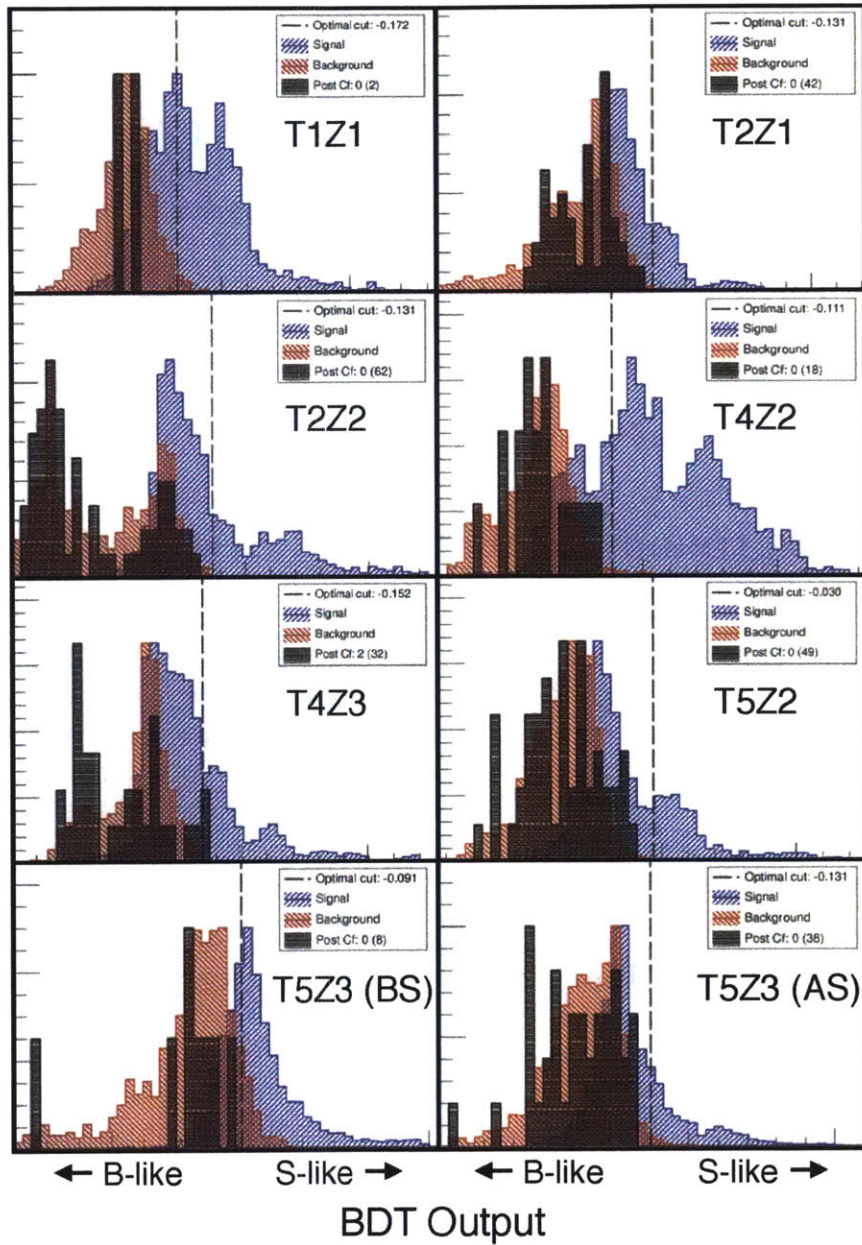 Optimal cut: -0.172
Signal
Background
Post Cf: 0 (2)
T1Z1
Optimal cut: -0.131
Signal
Background
Post Cf: 0 (42)
T2Z1
Optimal cut: -0.131
Signal
Background
Post Cf: 0 (62)
T2Z2
Optimal cut: -0.111
Signal
Background
Post Cf: 0 (18)
T4Z2
Optimal cut: -0.152
Signal
Background
Post Cf: 2 (32)
T4Z3
Optimal cut: -0.030
Signal
Background
Post Cf: 0 (49)
T5Z2
Optimal cut: -0.091
Signal
Background
Post Cf: 0 (8)
T5Z3 (BS)
Optimal cut: -0.131
Signal
Background
Post Cf: 0 (38)
T5Z3 (AS)
← B-like S-like →
← B-like S-like →
BDT Output